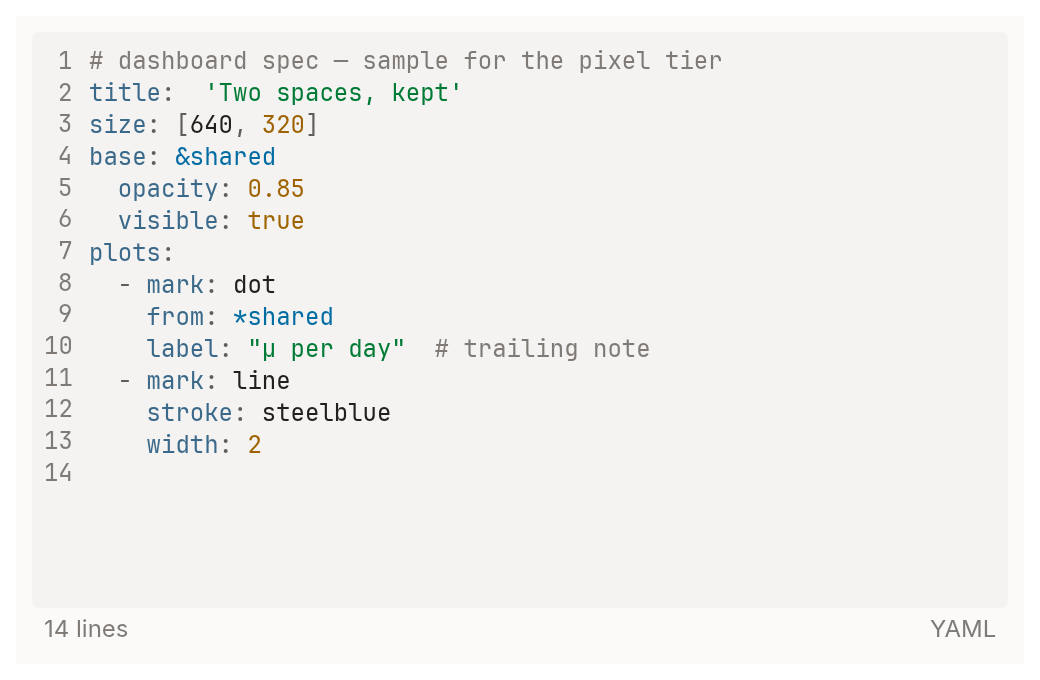 1 # dashboard spec — sample for the pixel tier
2 title:  'Two spaces, kept'
3 size: [640, 320]
4 base: &shared
5   opacity: 0.85
6   visible: true
7 plots:
8   - mark: dot
9     from: *shared
10     label: "µ per day"  # trailing note
11   - mark: line
12     stroke: steelblue
13     width: 2
14
14 lines YAML